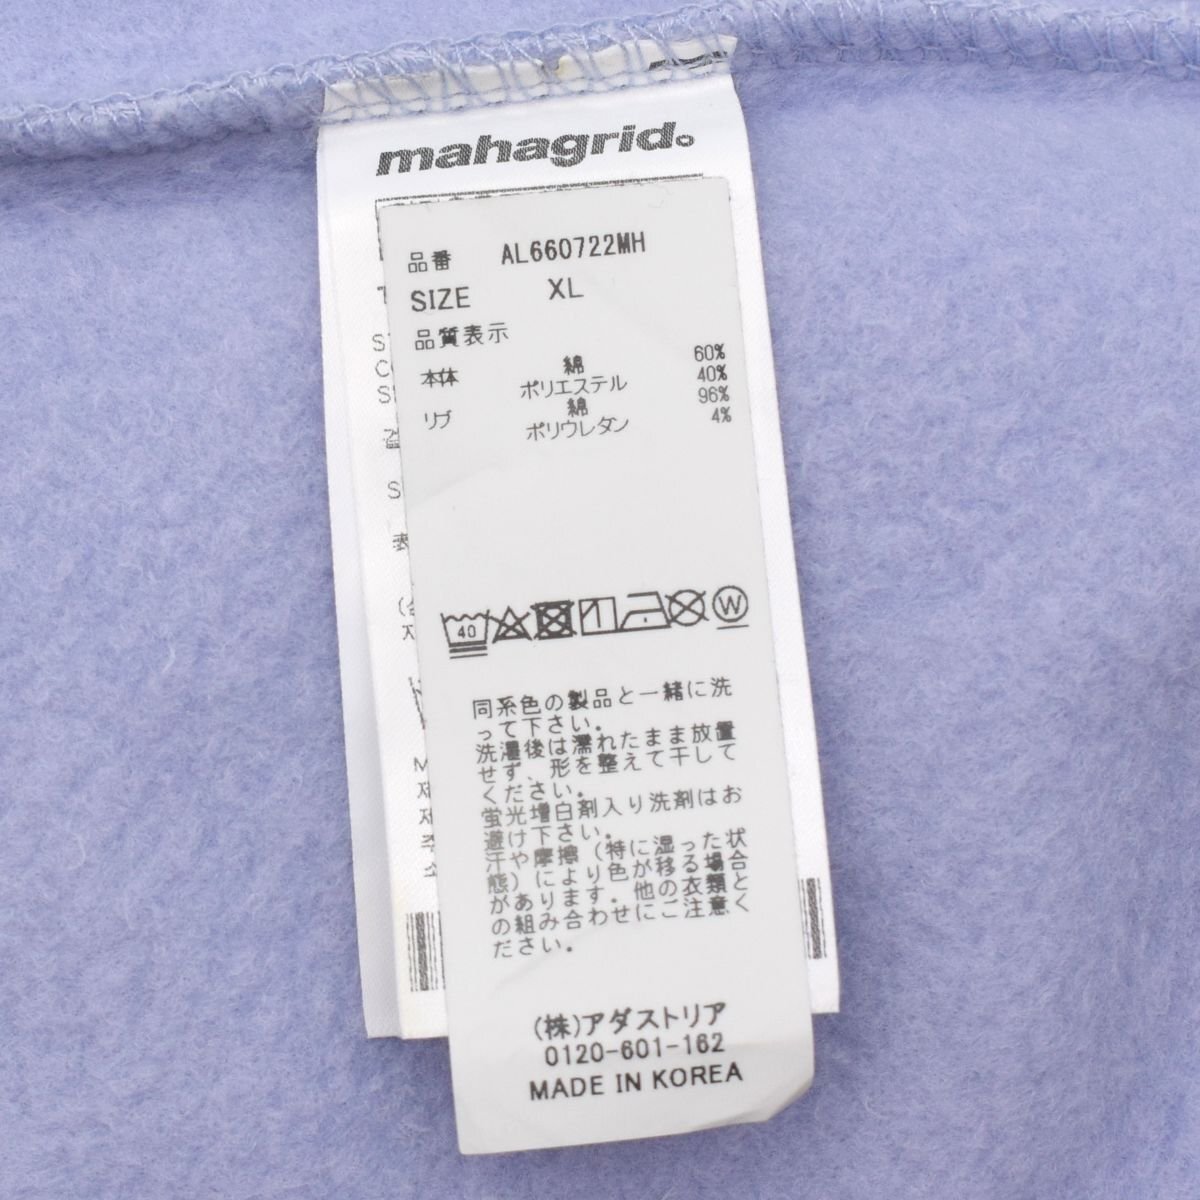 mahagrid
品番 AL660722MH
SIZE XL
品質表示
本体 綿 60%
ポリエステル 40%
リブ 綿 96%
ポリウレタン 4%
40 W
同系色の製品と一緒に洗
って下さい。
洗濯後は濡れたまま放置
せず、形を整えて干して
ください。
蛍光増白剤入り洗剤はお
避け下さい。
汗や摩擦(特に湿った状
態)により色が移る場合
があります。他の衣類と
の組み合わせにご注意く
ださい。
(株)アダストリア
0120-601-162
MADE IN KOREA